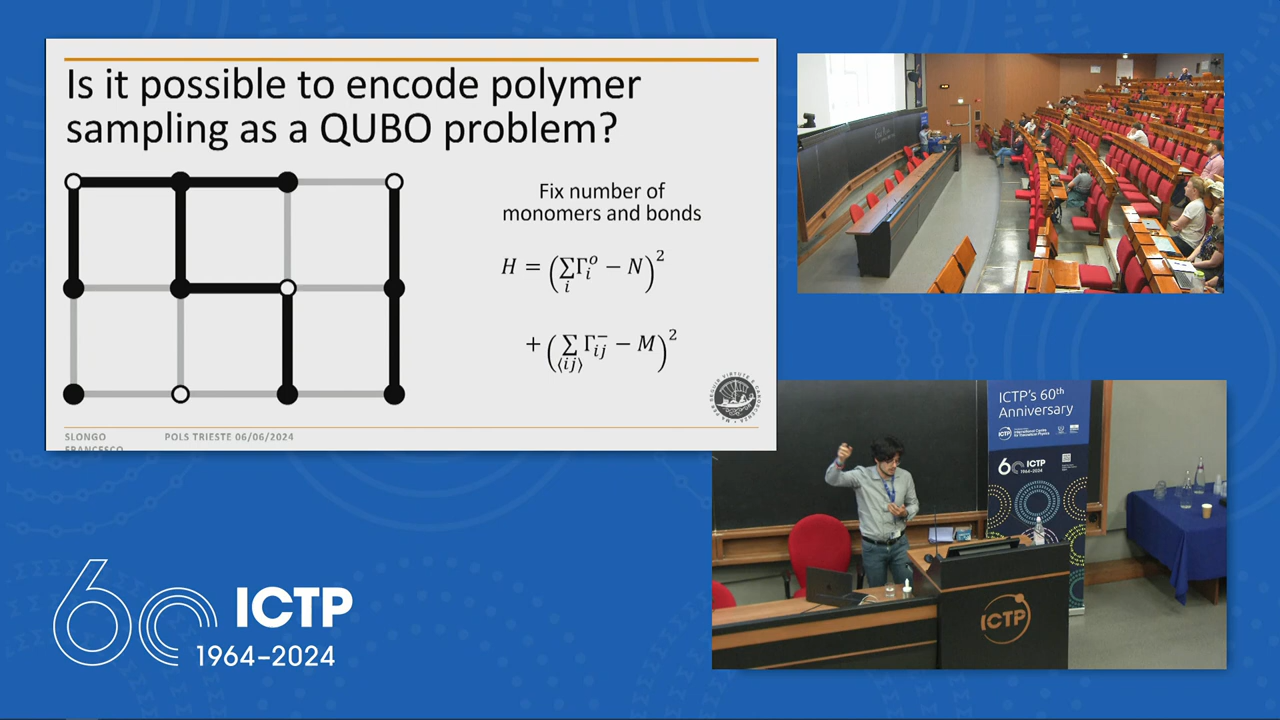 Is it possible to encode polymer
sampling as a QUBO problem?
Fix number of
monomers and bonds
H = (∑_i Γ_i^o − N)^2
+ (∑_⟨ij⟩ Γ_ij^− − M)^2
SLONGO
FRANCESCO
POLS TRIESTE 06/06/2024
ICTP's 60th
Anniversary
ICTP
60 ICTP
1964-2024
ICTP
60 ICTP
1964-2024